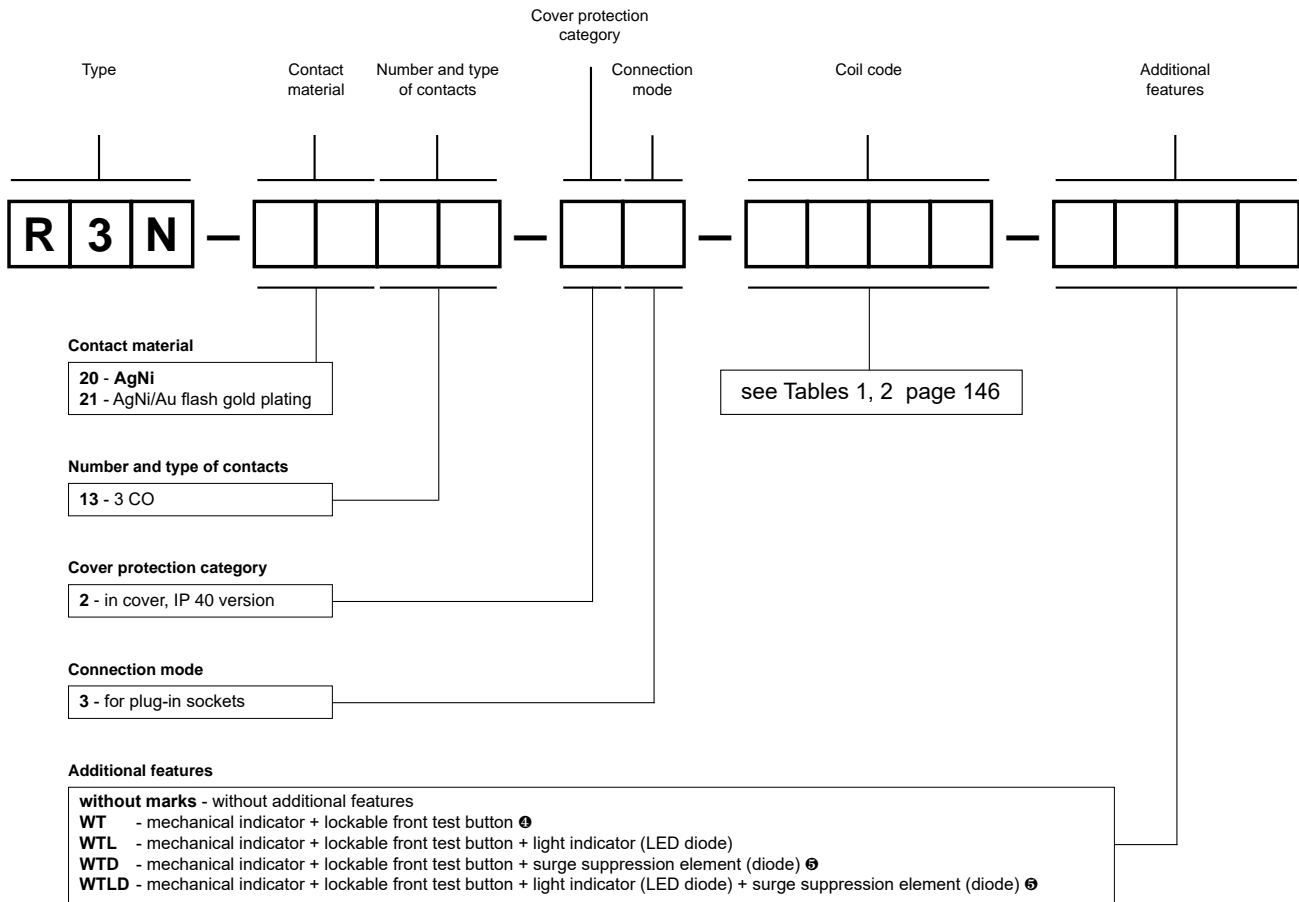 Cover protection
category
Type
Contact
material
Number and type
of contacts
Connection
mode
Coil code
Additional
features
R 3 N – – – –
Contact material
20 - AgNi
21 - AgNi/Au flash gold plating
see Tables 1, 2 page 146
Number and type of contacts
13 - 3 CO
Cover protection category
2 - in cover, IP 40 version
Connection mode
3 - for plug-in sockets
Additional features
without marks - without additional features
WT - mechanical indicator + lockable front test button ❹
WTL - mechanical indicator + lockable front test button + light indicator (LED diode)
WTD - mechanical indicator + lockable front test button + surge suppression element (diode) ❺
WTLD - mechanical indicator + lockable front test button + light indicator (LED diode) + surge suppression element (diode) ❺